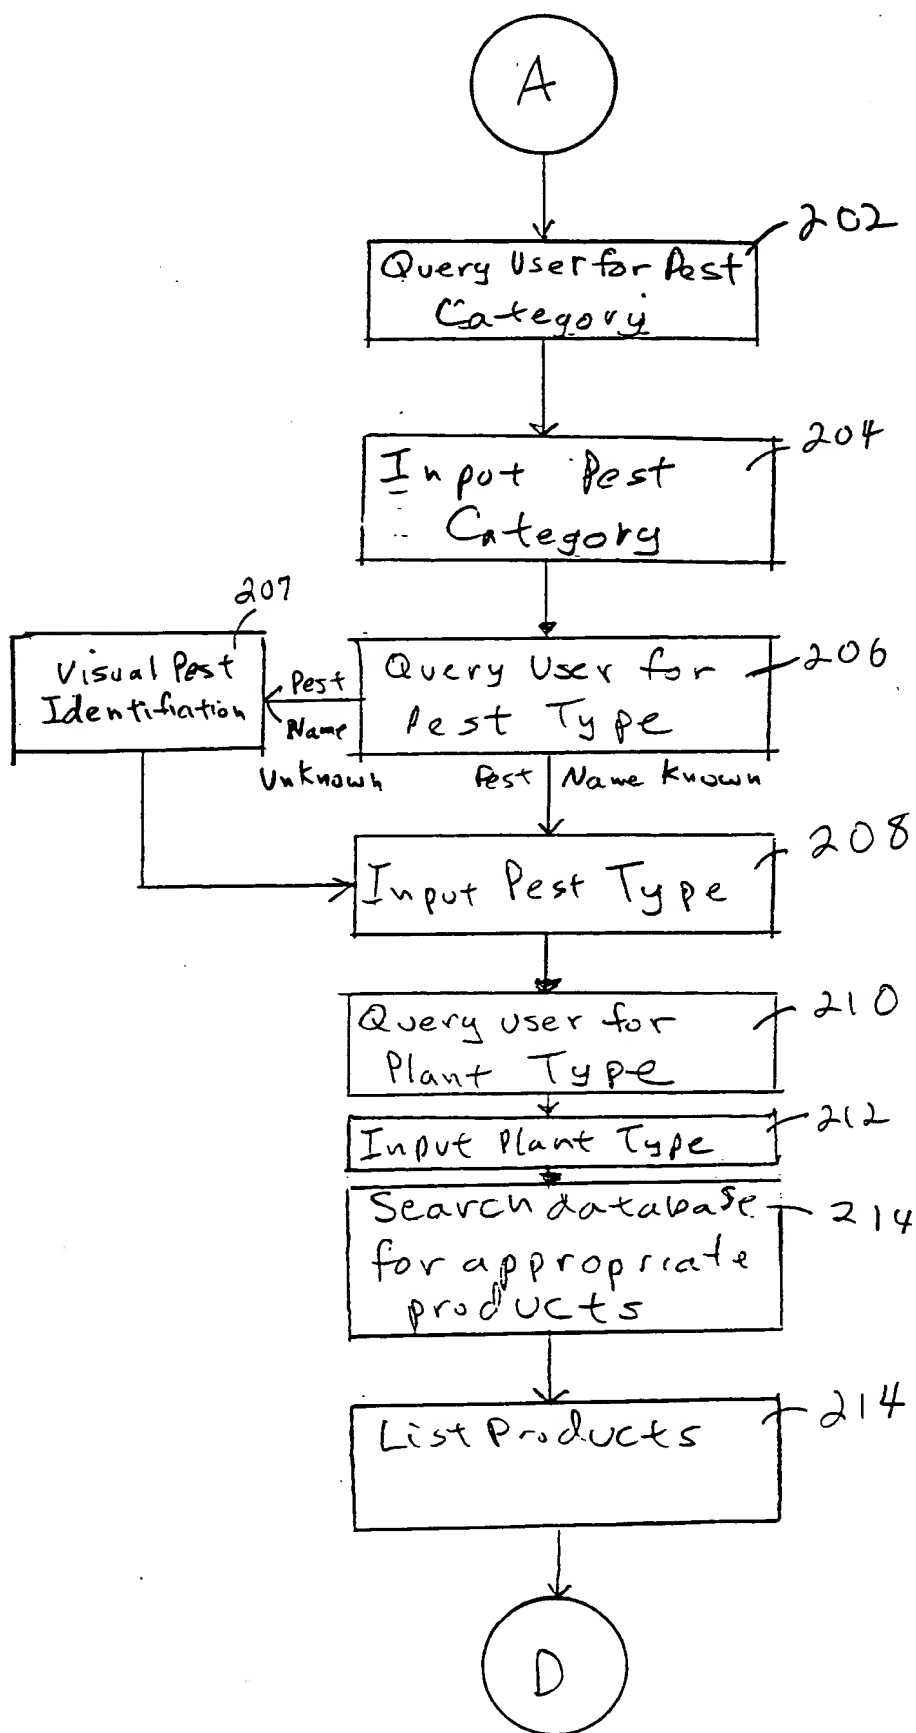 A
202
Query User for Pest
Category
204
Input Pest
Category
207
Visual Pest
Identifiation
Pest
Name
Unknown
206
Query User for
Pest Type
Pest Name Known
208
Input Pest Type
210
Query user for
Plant Type
212
Input Plant Type
214
Search database
for appropriate
products
214
List Products
D